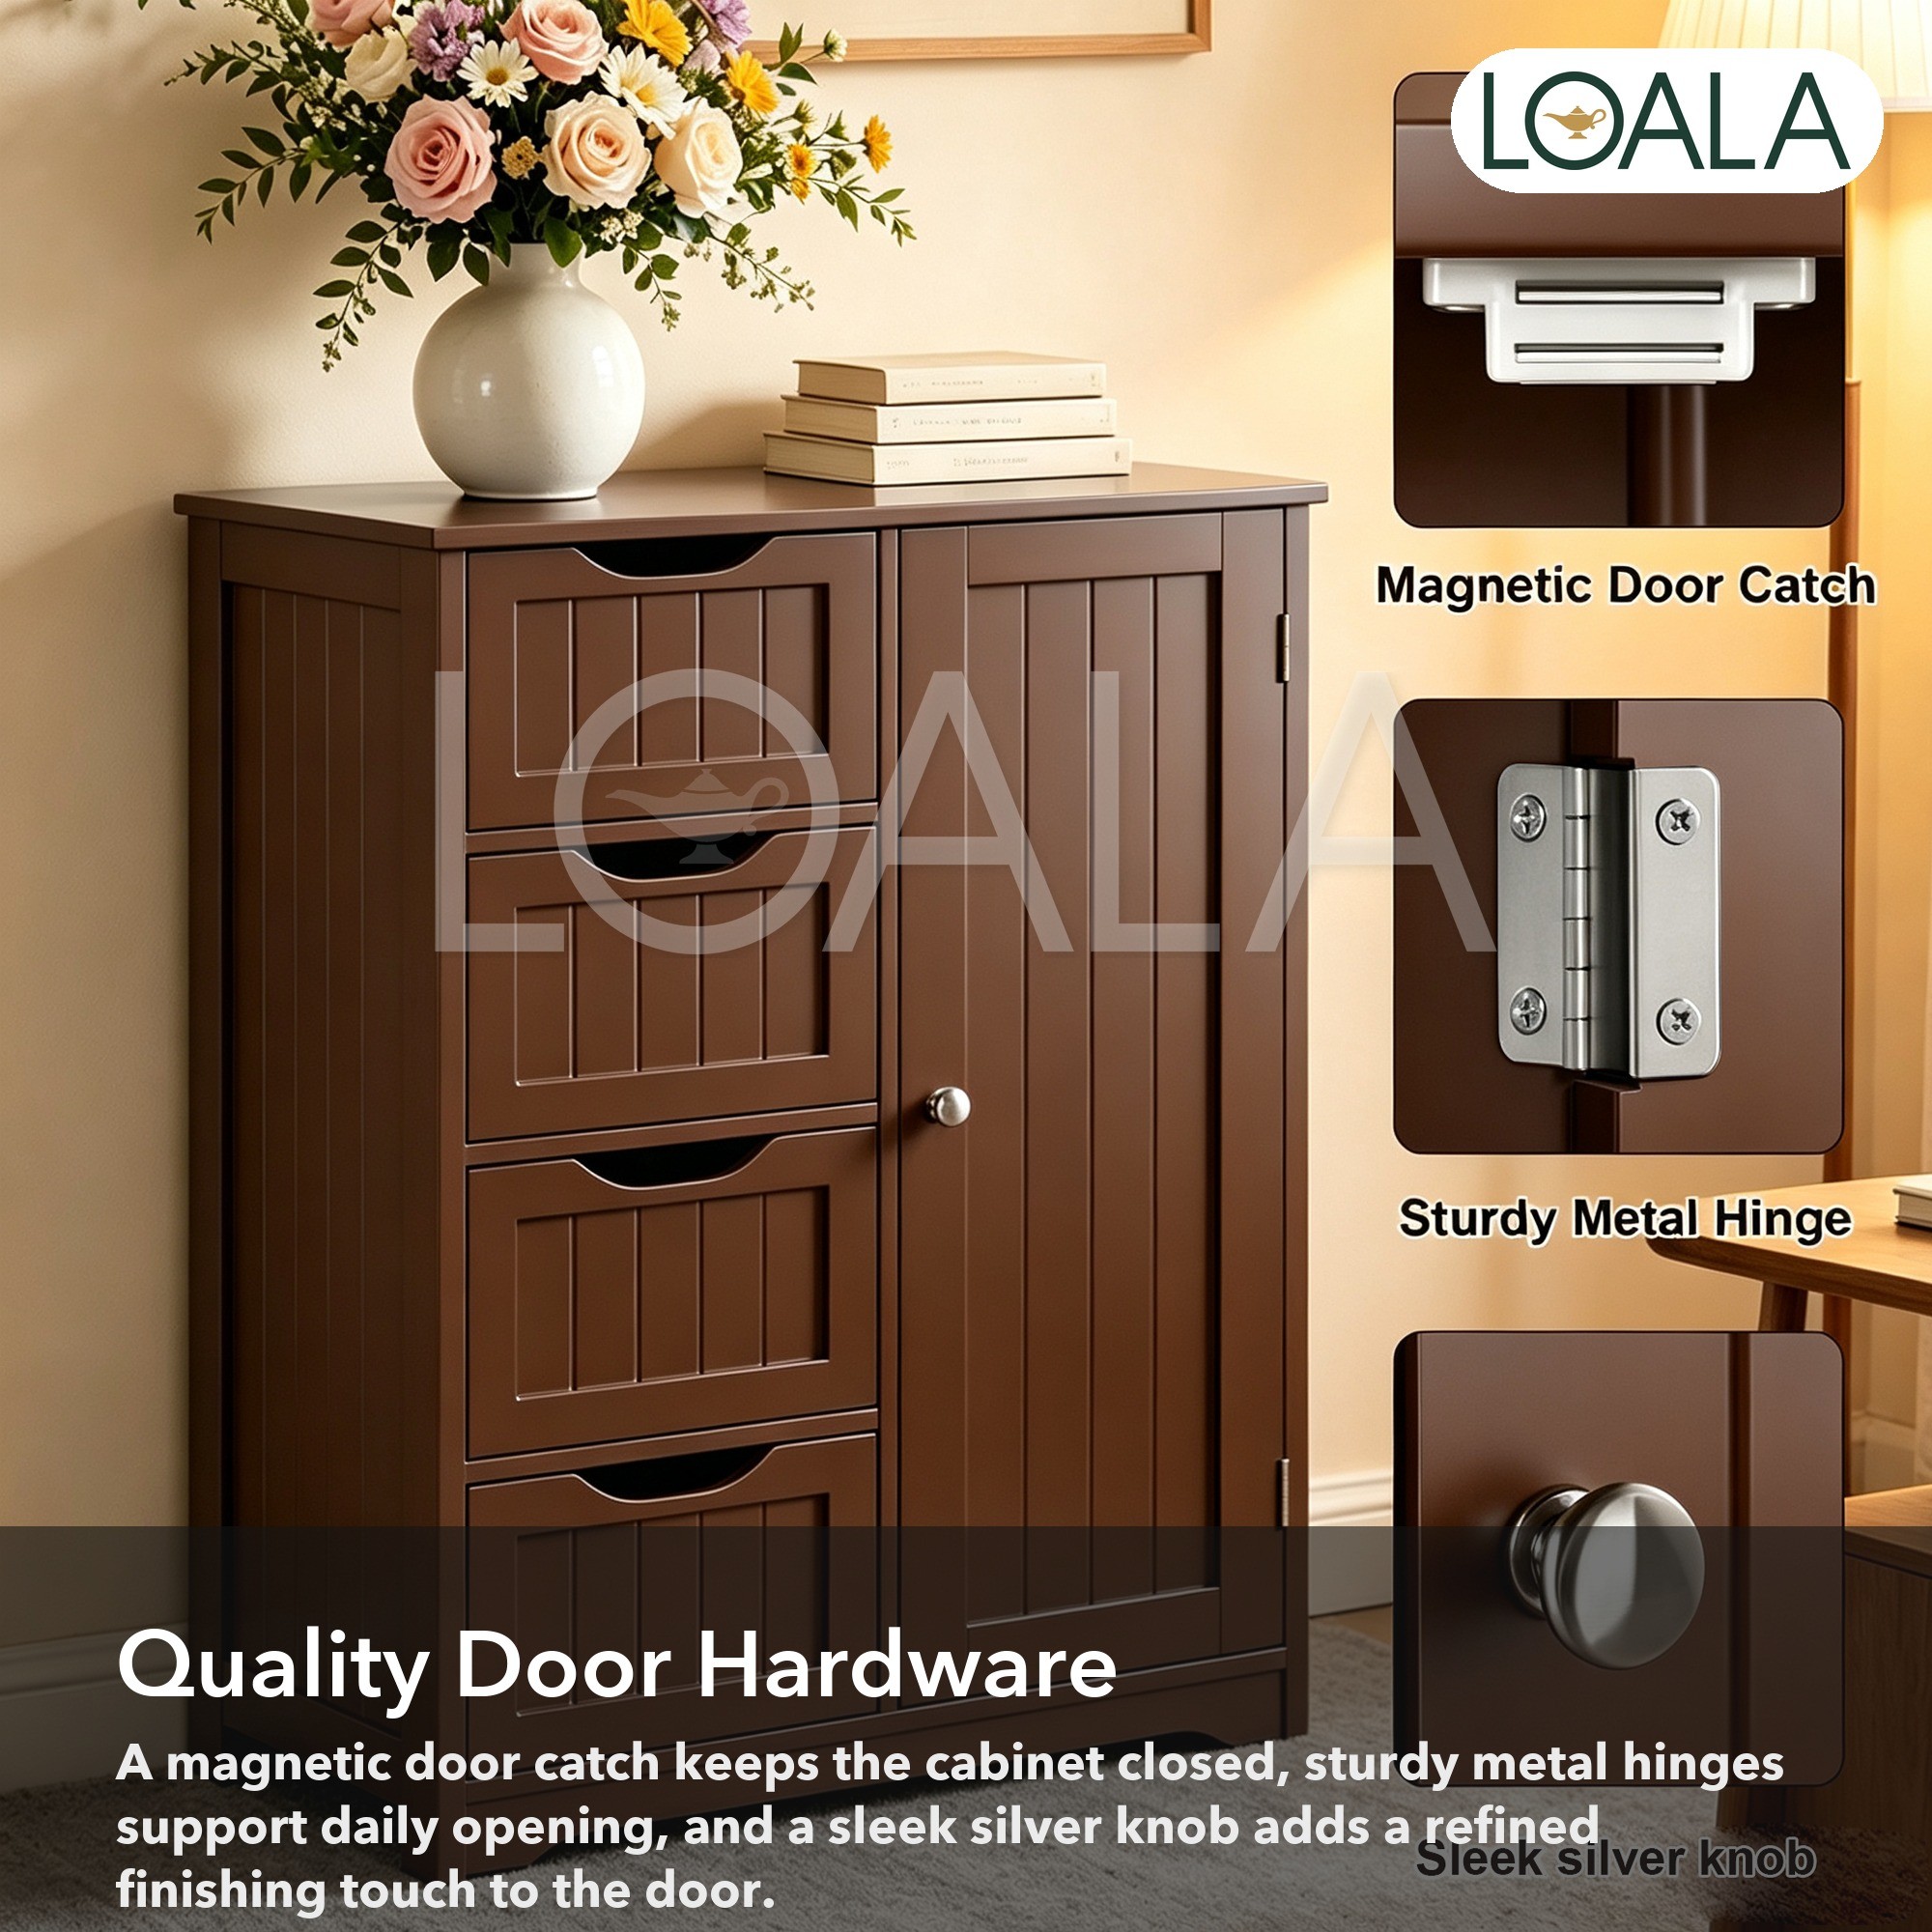 LOALA
Magnetic Door Catch
LOALA
Sturdy Metal Hinge
Quality Door Hardware
A magnetic door catch keeps the cabinet closed, sturdy metal hinges
support daily opening, and a sleek silver knob adds a refined
finishing touch to the door.
Sleek silver knob